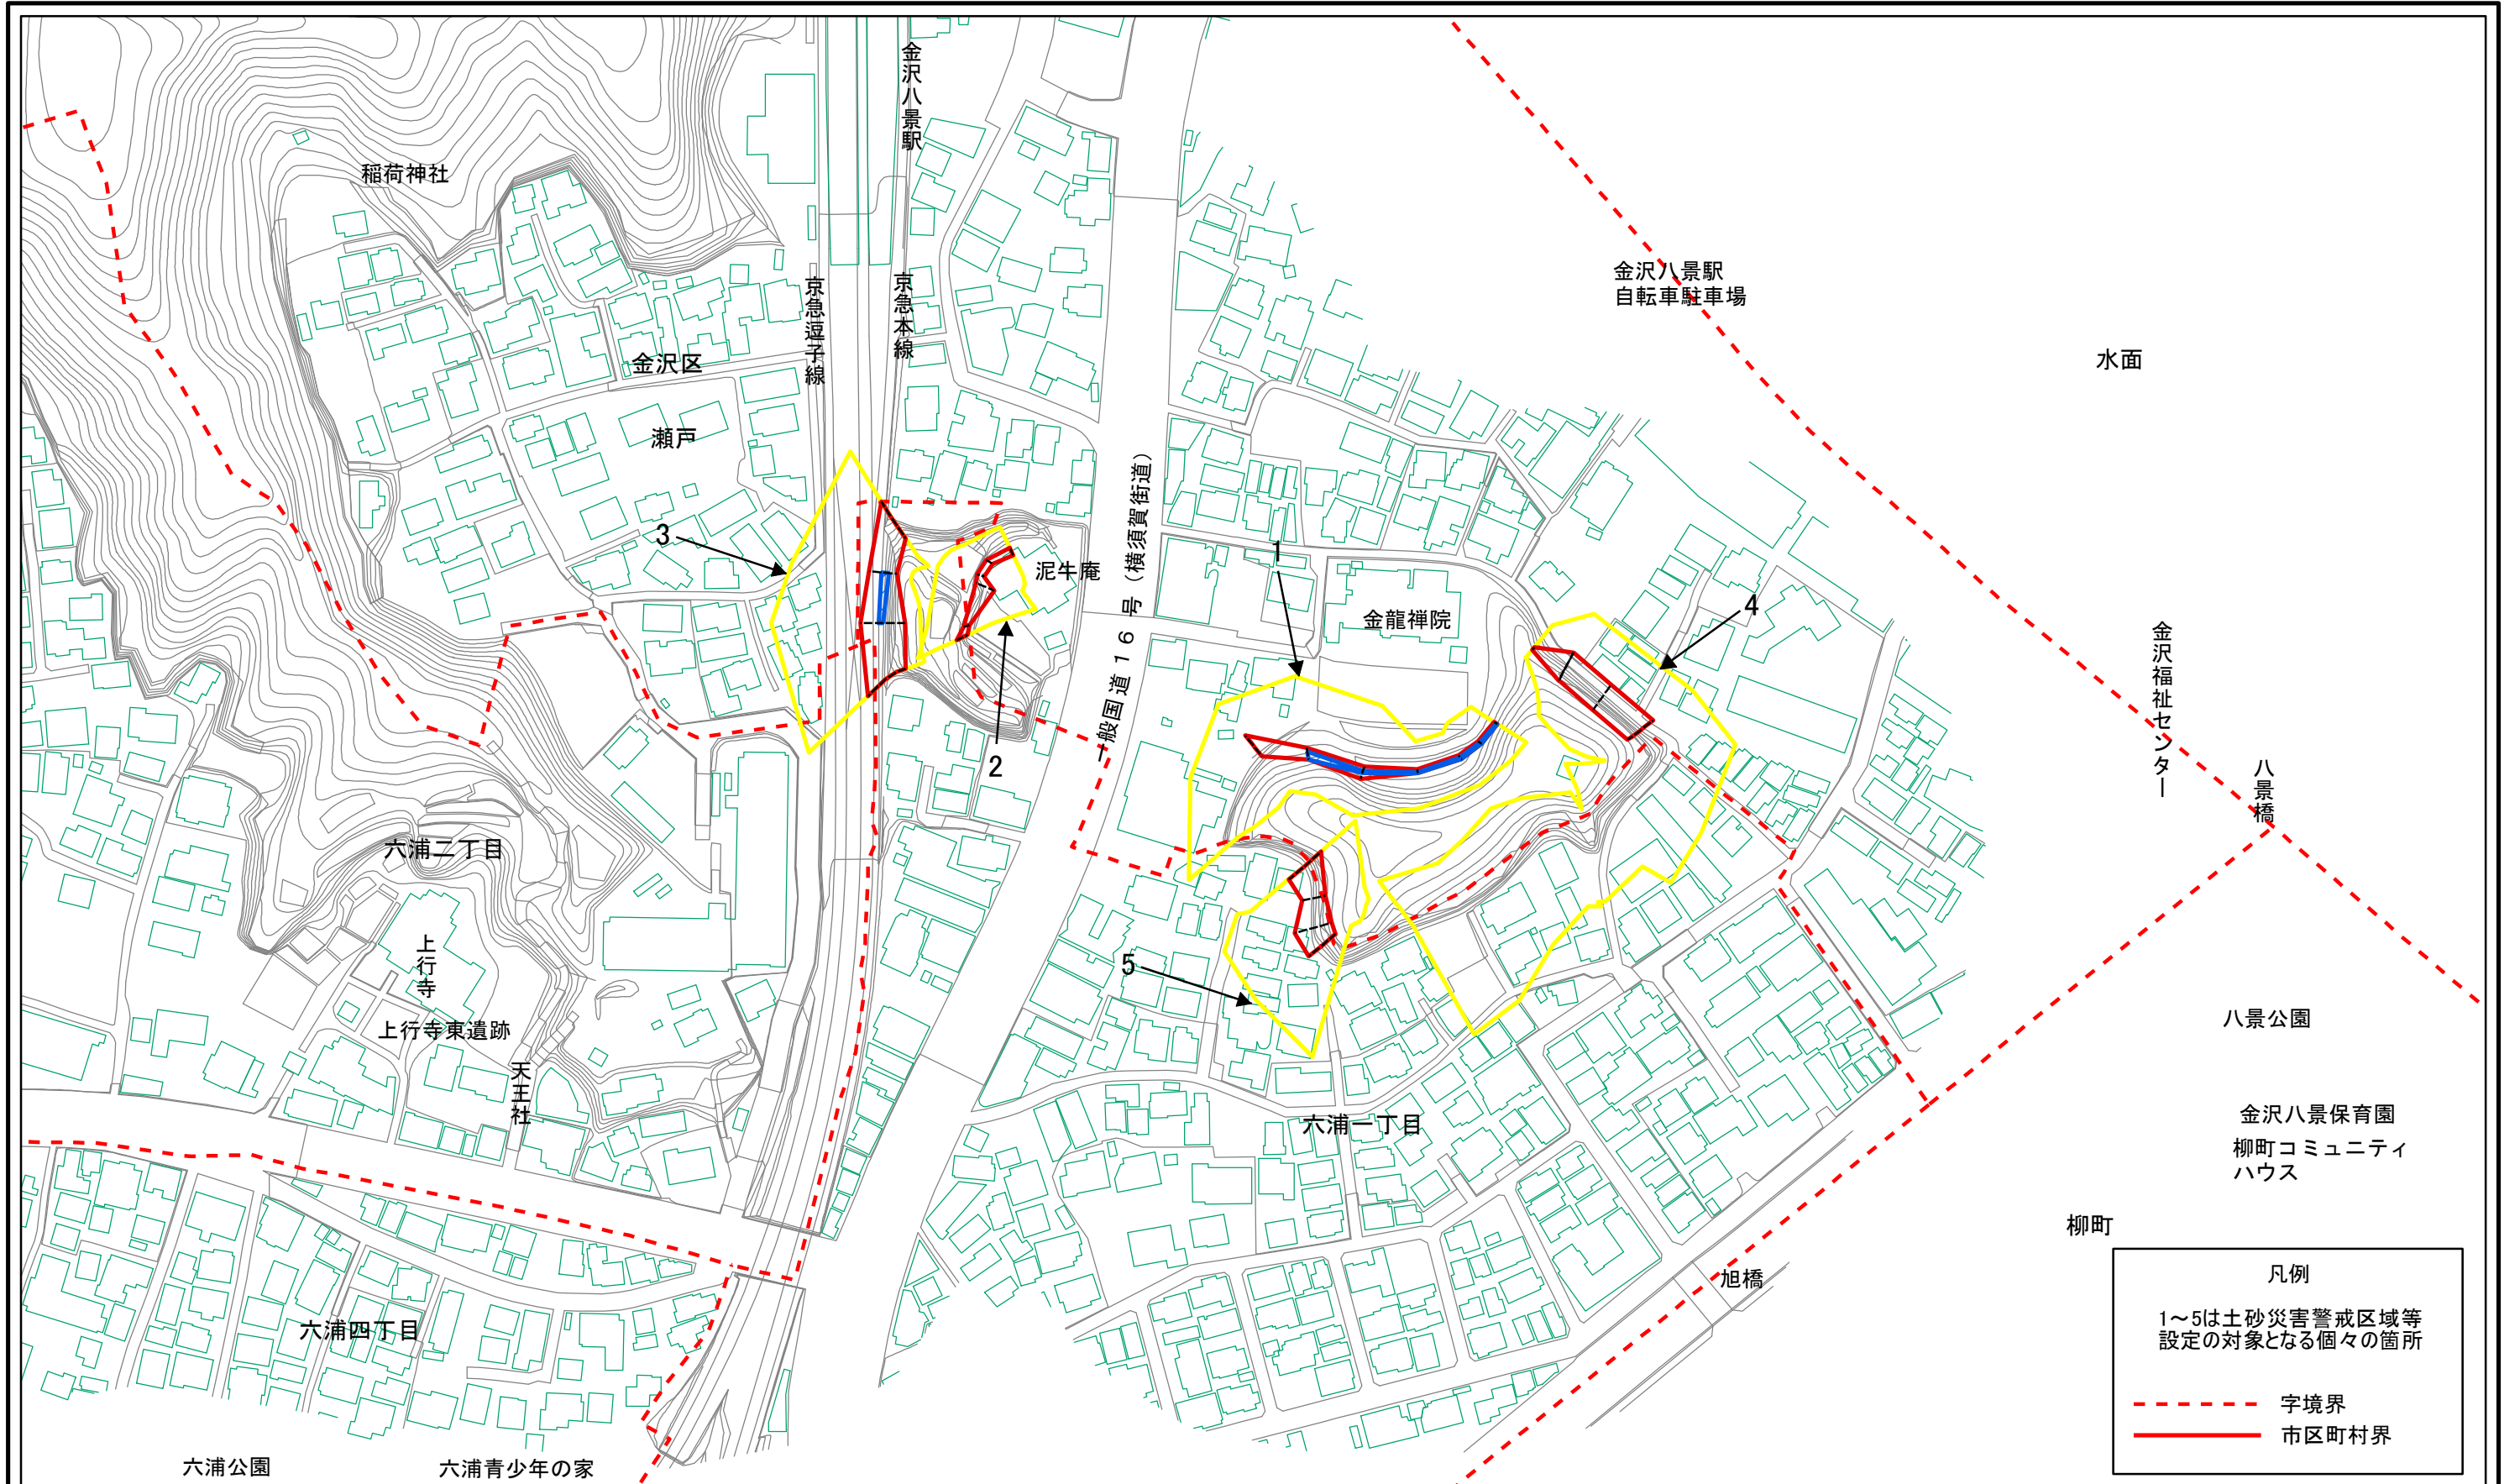 金沢八景駅
稲荷神社
京急逗子線
京急本線
金沢八景駅
自転車駐車場
水面
金沢区
瀬戸
3
泥牛庵
一般国道16号（横須賀街道）
1
金龍禅院
4
金沢福祉センター
2
八景橋
六浦二丁目
上行寺
5
上行寺東遺跡
八景公園
天王社
六浦一丁目
金沢八景保育園
柳町コミュニティ
ハウス
柳町
旭橋
六浦四丁目
凡例
1～5は土砂災害警戒区域等
設定の対象となる個々の箇所
字境界
市区町村界
六浦公園
六浦青少年の家